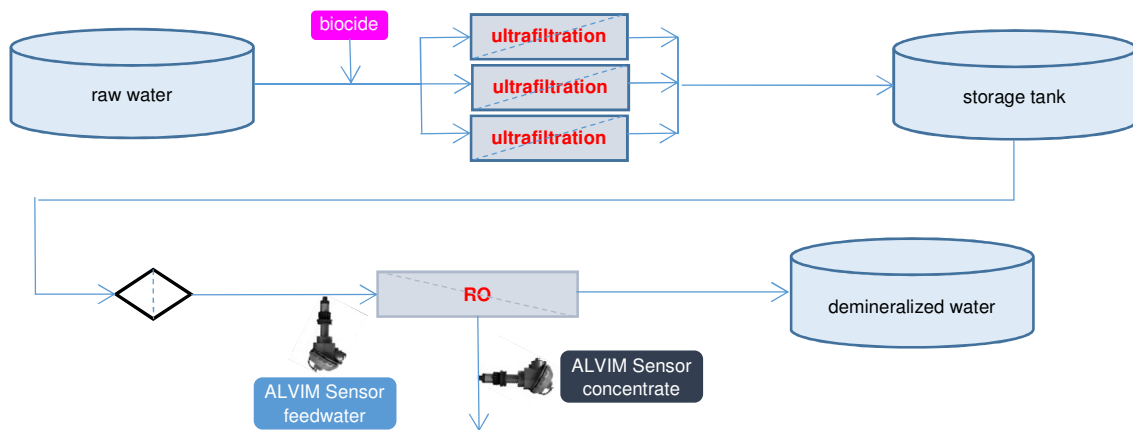 biocide
raw water
ultrafiltration
ultrafiltration
ultrafiltration
storage tank
RO
demineralized water
ALVIM Sensor
feedwater
ALVIM Sensor
concentrate